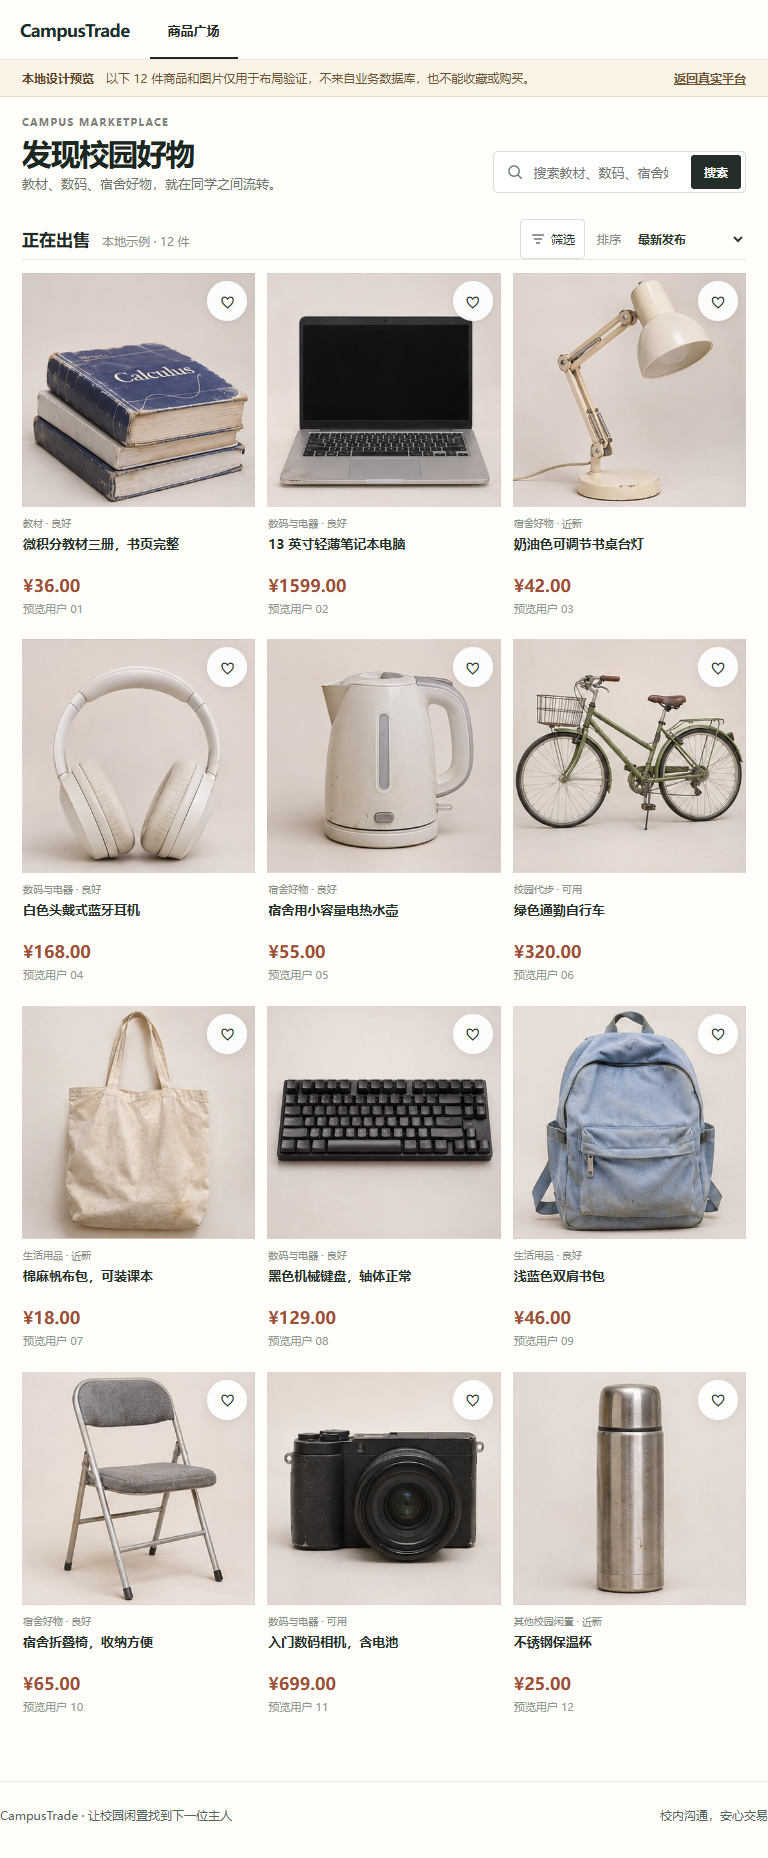 CampusTrade 商品广场
本地设计预览 以下 12 件商品和图片仅用于布局验证，不来自业务数据库，也不能收藏或购买。 返回真实平台
CAMPUS MARKETPLACE
发现校园好物
教材、数码、宿舍好物，就在同学之间流转。
搜索教材、数码、宿舍好 搜索
正在出售 本地示例 · 12 件 筛选 排序 最新发布
Calculus
教材 · 良好
微积分教材三册，书页完整
¥36.00
预览用户 01
数码与电器 · 良好
13 英寸轻薄笔记本电脑
¥1599.00
预览用户 02
宿舍好物 · 近新
奶油色可调节书桌台灯
¥42.00
预览用户 03
数码与电器 · 良好
白色头戴式蓝牙耳机
¥168.00
预览用户 04
宿舍好物 · 良好
宿舍用小容量电热水壶
¥55.00
预览用户 05
校园代步 · 可用
绿色通勤自行车
¥320.00
预览用户 06
生活用品 · 近新
棉麻帆布包，可装课本
¥18.00
预览用户 07
数码与电器 · 良好
黑色机械键盘，轴体正常
¥129.00
预览用户 08
生活用品 · 良好
浅蓝色双肩书包
¥46.00
预览用户 09
宿舍好物 · 良好
宿舍折叠椅，收纳方便
¥65.00
预览用户 10
数码与电器 · 可用
入门数码相机，含电池
¥699.00
预览用户 11
其他校园闲置 · 近新
不锈钢保温杯
¥25.00
预览用户 12
CampusTrade · 让校园闲置找到下一位主人 校内沟通，安心交易